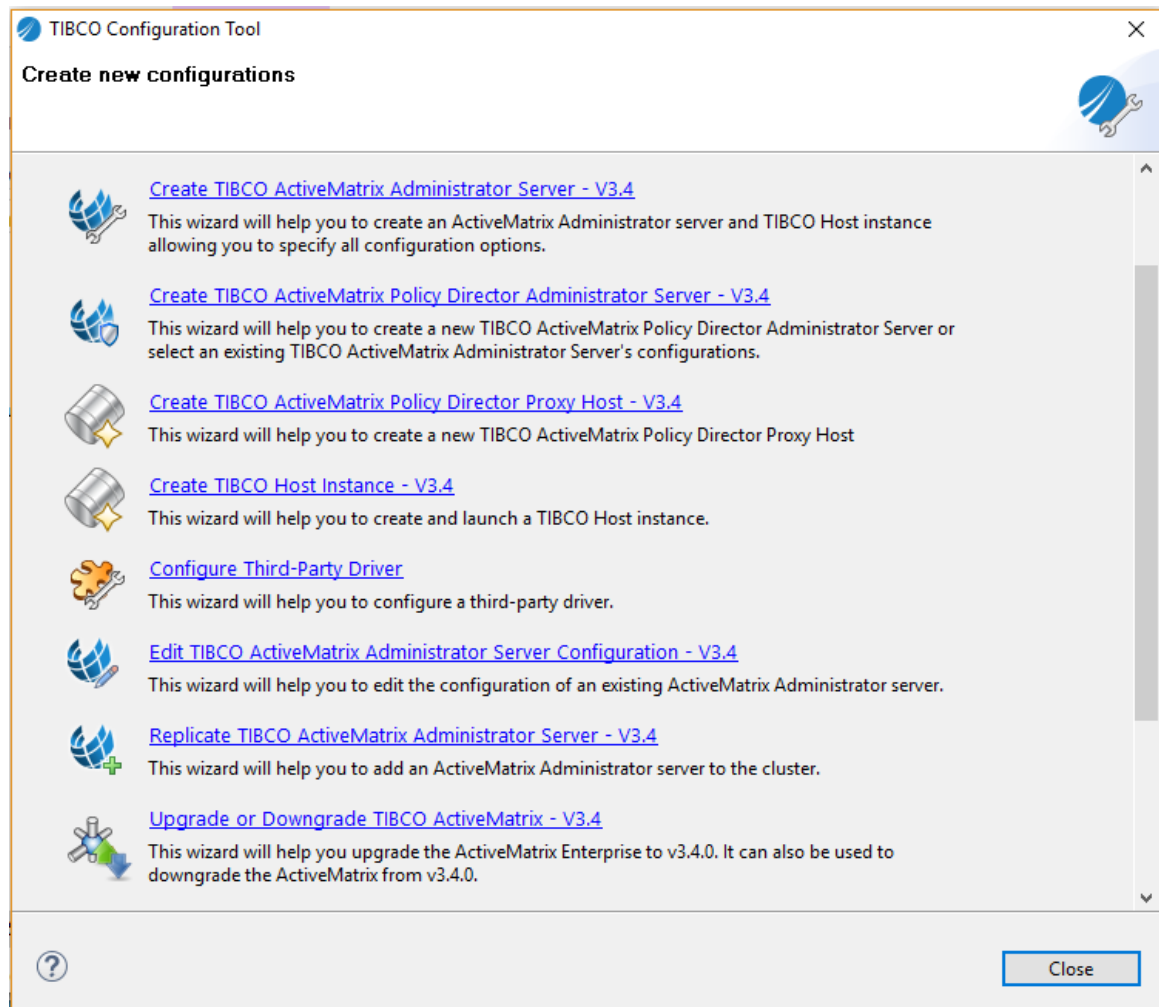 TIBCO Configuration Tool
Create new configurations
Create TIBCO ActiveMatrix Administrator Server - V3.4
This wizard will help you to create an ActiveMatrix Administrator server and TIBCO Host instance
allowing you to specify all configuration options.
Create TIBCO ActiveMatrix Policy Director Administrator Server - V3.4
This wizard will help you to create a new TIBCO ActiveMatrix Policy Director Administrator Server or
select an existing TIBCO ActiveMatrix Administrator Server's configurations.
Create TIBCO ActiveMatrix Policy Director Proxy Host - V3.4
This wizard will help you to create a new TIBCO ActiveMatrix Policy Director Proxy Host
Create TIBCO Host Instance - V3.4
This wizard will help you to create and launch a TIBCO Host instance.
Configure Third-Party Driver
This wizard will help you to configure a third-party driver.
Edit TIBCO ActiveMatrix Administrator Server Configuration - V3.4
This wizard will help you to edit the configuration of an existing ActiveMatrix Administrator server.
Replicate TIBCO ActiveMatrix Administrator Server - V3.4
This wizard will help you to add an ActiveMatrix Administrator server to the cluster.
Upgrade or Downgrade TIBCO ActiveMatrix - V3.4
This wizard will help you upgrade the ActiveMatrix Enterprise to v3.4.0. It can also be used to
downgrade the ActiveMatrix from v3.4.0.
?
Close